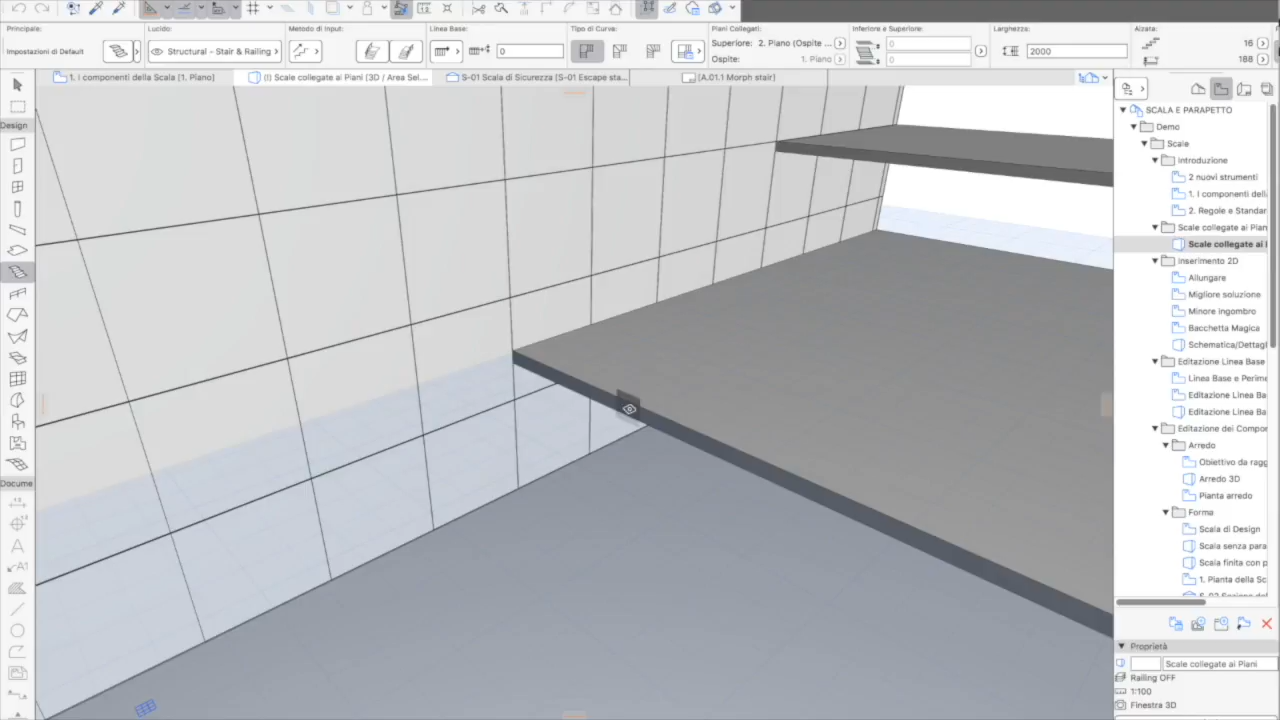 Principale:
Lucido:
Metodo di Input:
Linea Base:
Tipo di Curve:
Piani Collegati:
Inferiore e Superiore:
Larghezza:
Alzata:
Impostazioni di Default
Structural - Stair & Railing
0
Superiore: 2. Piano (Ospite ...
Ospite: 1. Piano
0
0
2000
16
188
1. I componenti della Scala [1. Piano]
(!) Scale collegate ai Piani [3D / Area Sel...
S-01 Scala di Sicurezza [S-01 Escape sta...
[A.01.1 Morph stair]
Design
Docume
A
A1
SCALA E PARAPETTO
Demo
Scale
Introduzione
2 nuovi strumenti
1. I componenti dell
2. Regole e Standar
Scale collegate ai Pian
Scale collegate ai
Inserimento 2D
Allungare
Migliore soluzione
Minore ingombro
Bacchetta Magica
Schematica/Dettagl
Editazione Linea Base
Linea Base e Perime
Editazione Linea Ba
Editazione Linea Ba
Editazione dei Compor
Arredo
Obiettivo da ragg
Arredo 3D
Pianta arredo
Forma
Scala di Design
Scala senza para
Scala finita con p
1. Pianta della Sc
Proprietà
Scale collegate ai Piani
Railing OFF
1:100
Finestra 3D